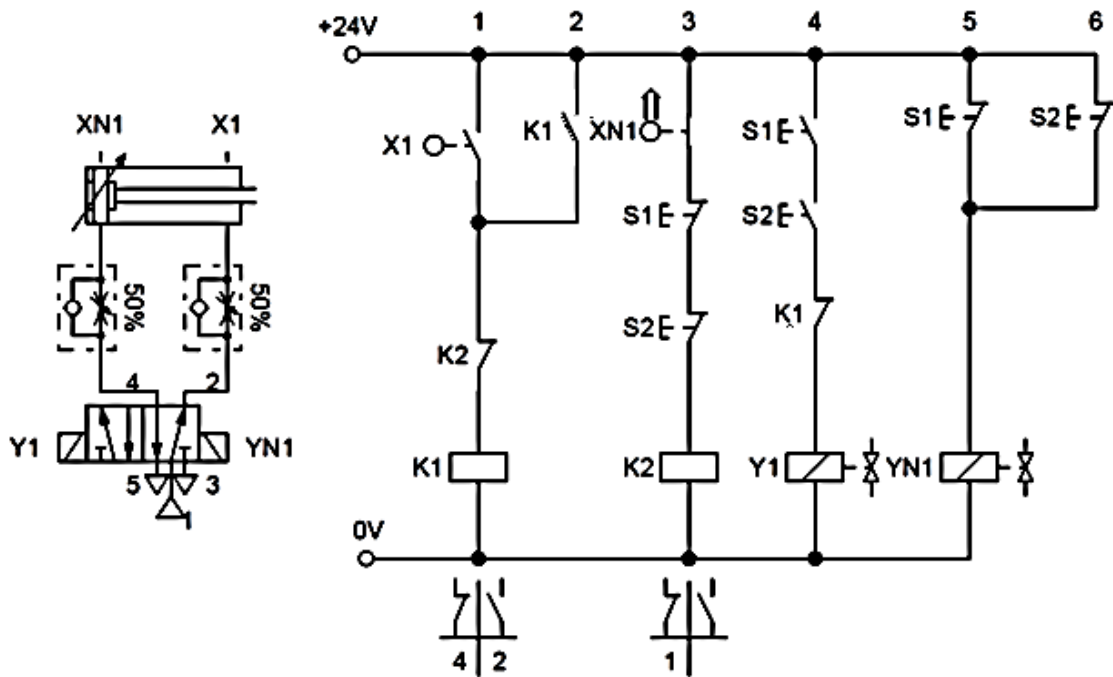 1 2 3 4 5 6
+24V
XN1 X1
X1 K1 XN1 S1 S1 S2
S1 S2
50% 50%
K2 S2 K1
4 2
Y1 YN1
K1 K2 Y1 YN1
5 3
1
0V
4 2 1